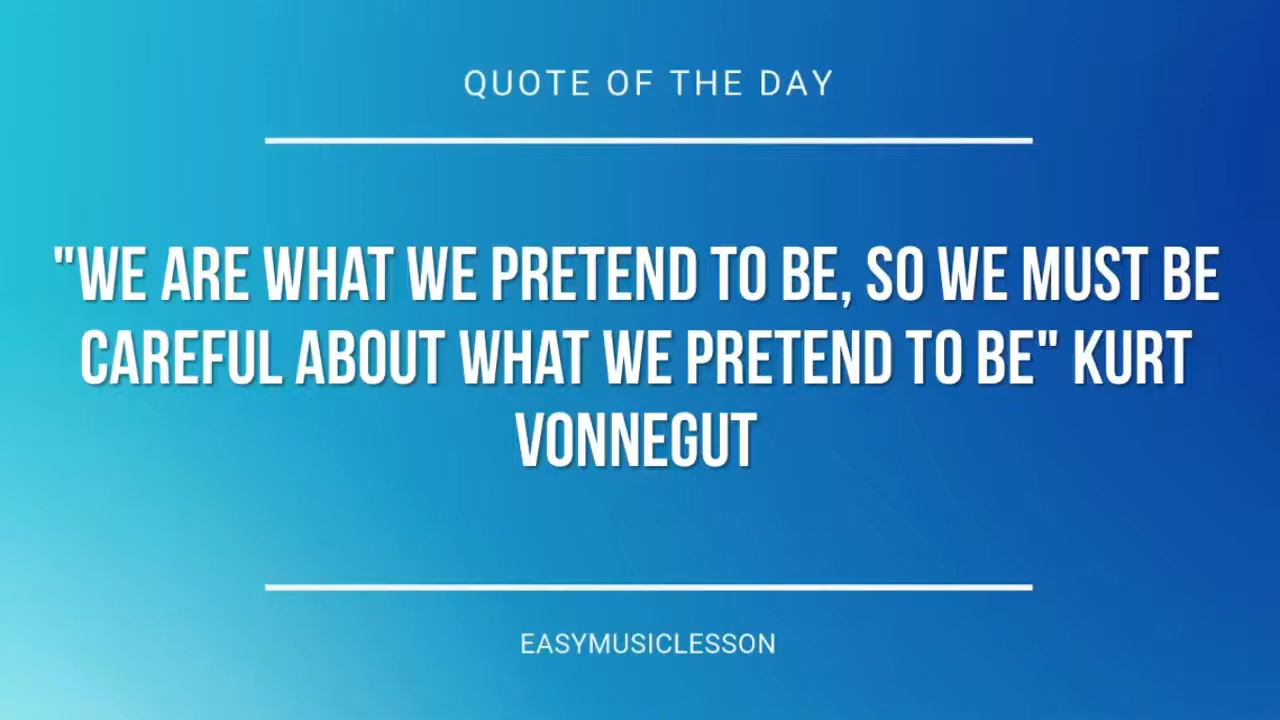 QUOTE OF THE DAY
"WE ARE WHAT WE PRETEND TO BE, SO WE MUST BE
CAREFUL ABOUT WHAT WE PRETEND TO BE" KURT
VONNEGUT
EASYMUSICLESSON